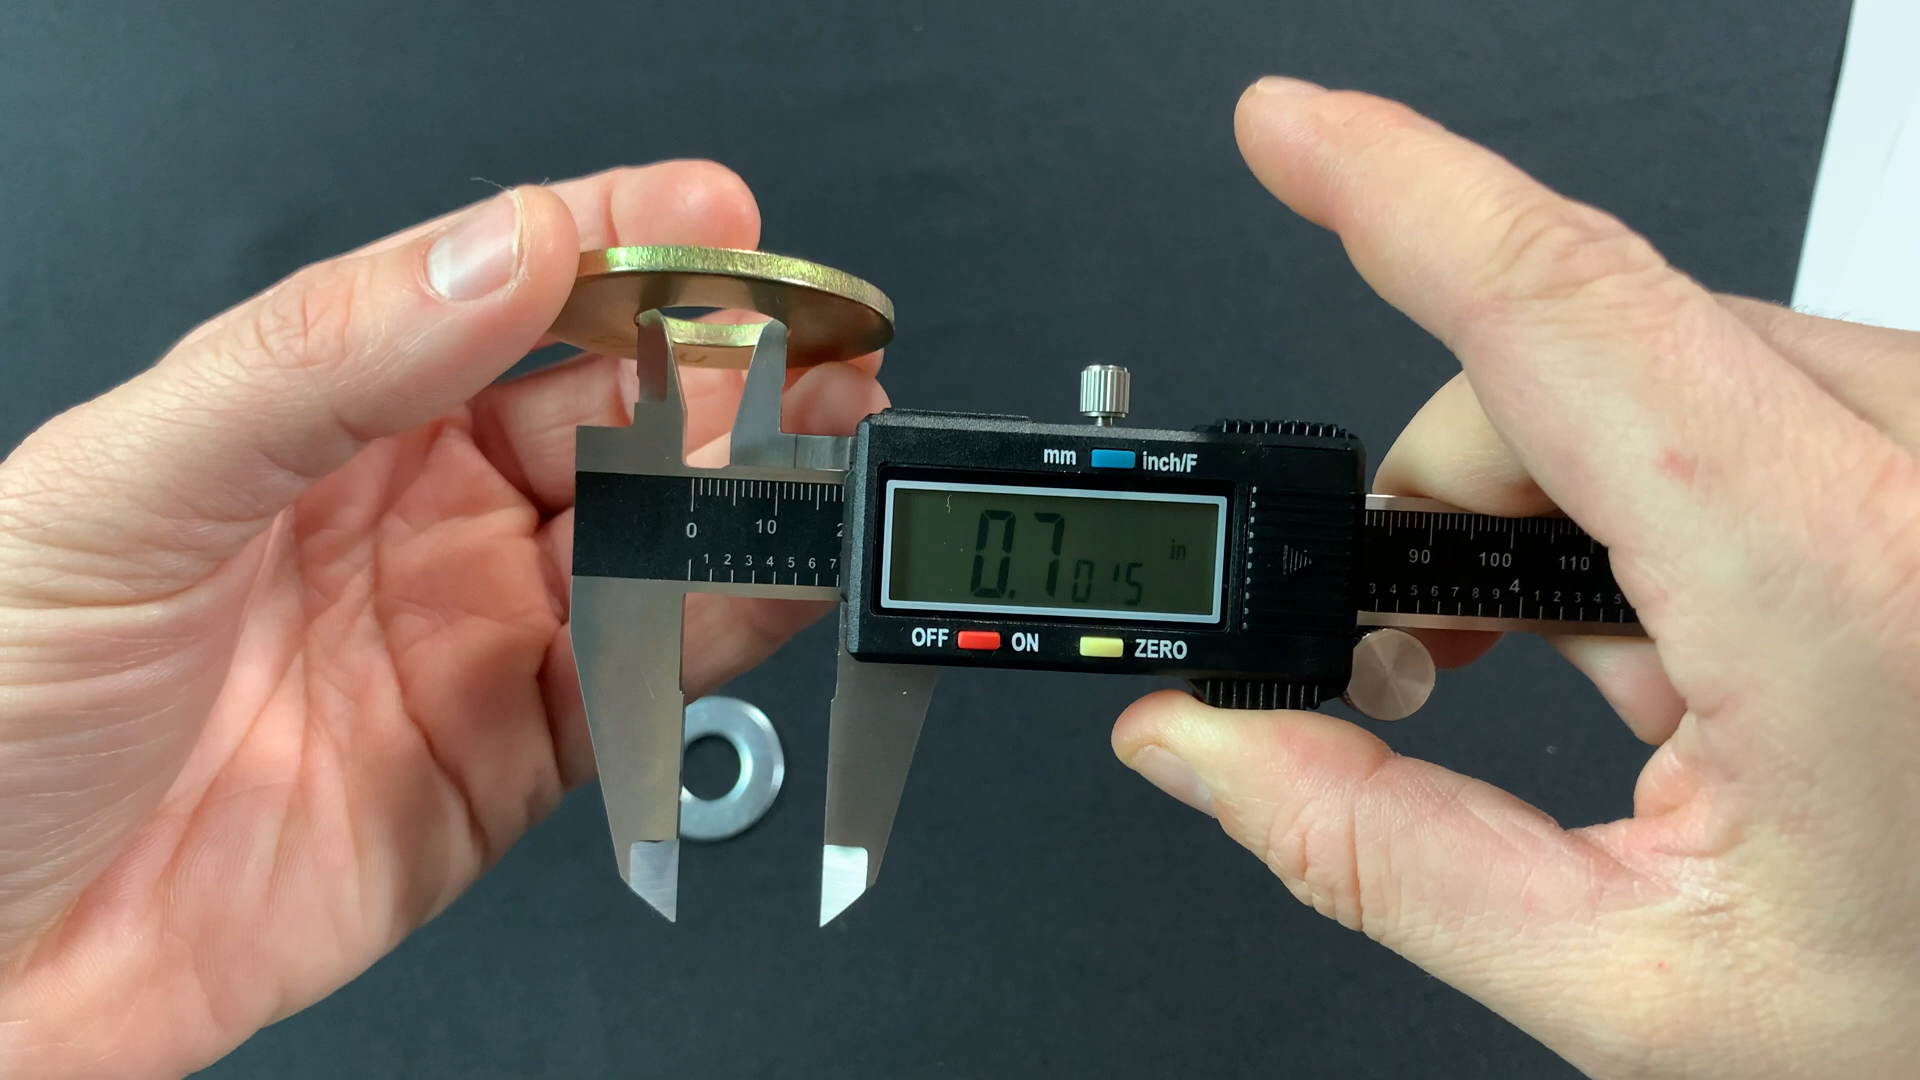 mm inch/F
0.7015 in
OFF ON ZERO
0 10 2
1 2 3 4 5 6 7
90 100 110
3 4 5 6 7 8 9 4 1 2 3 4 5